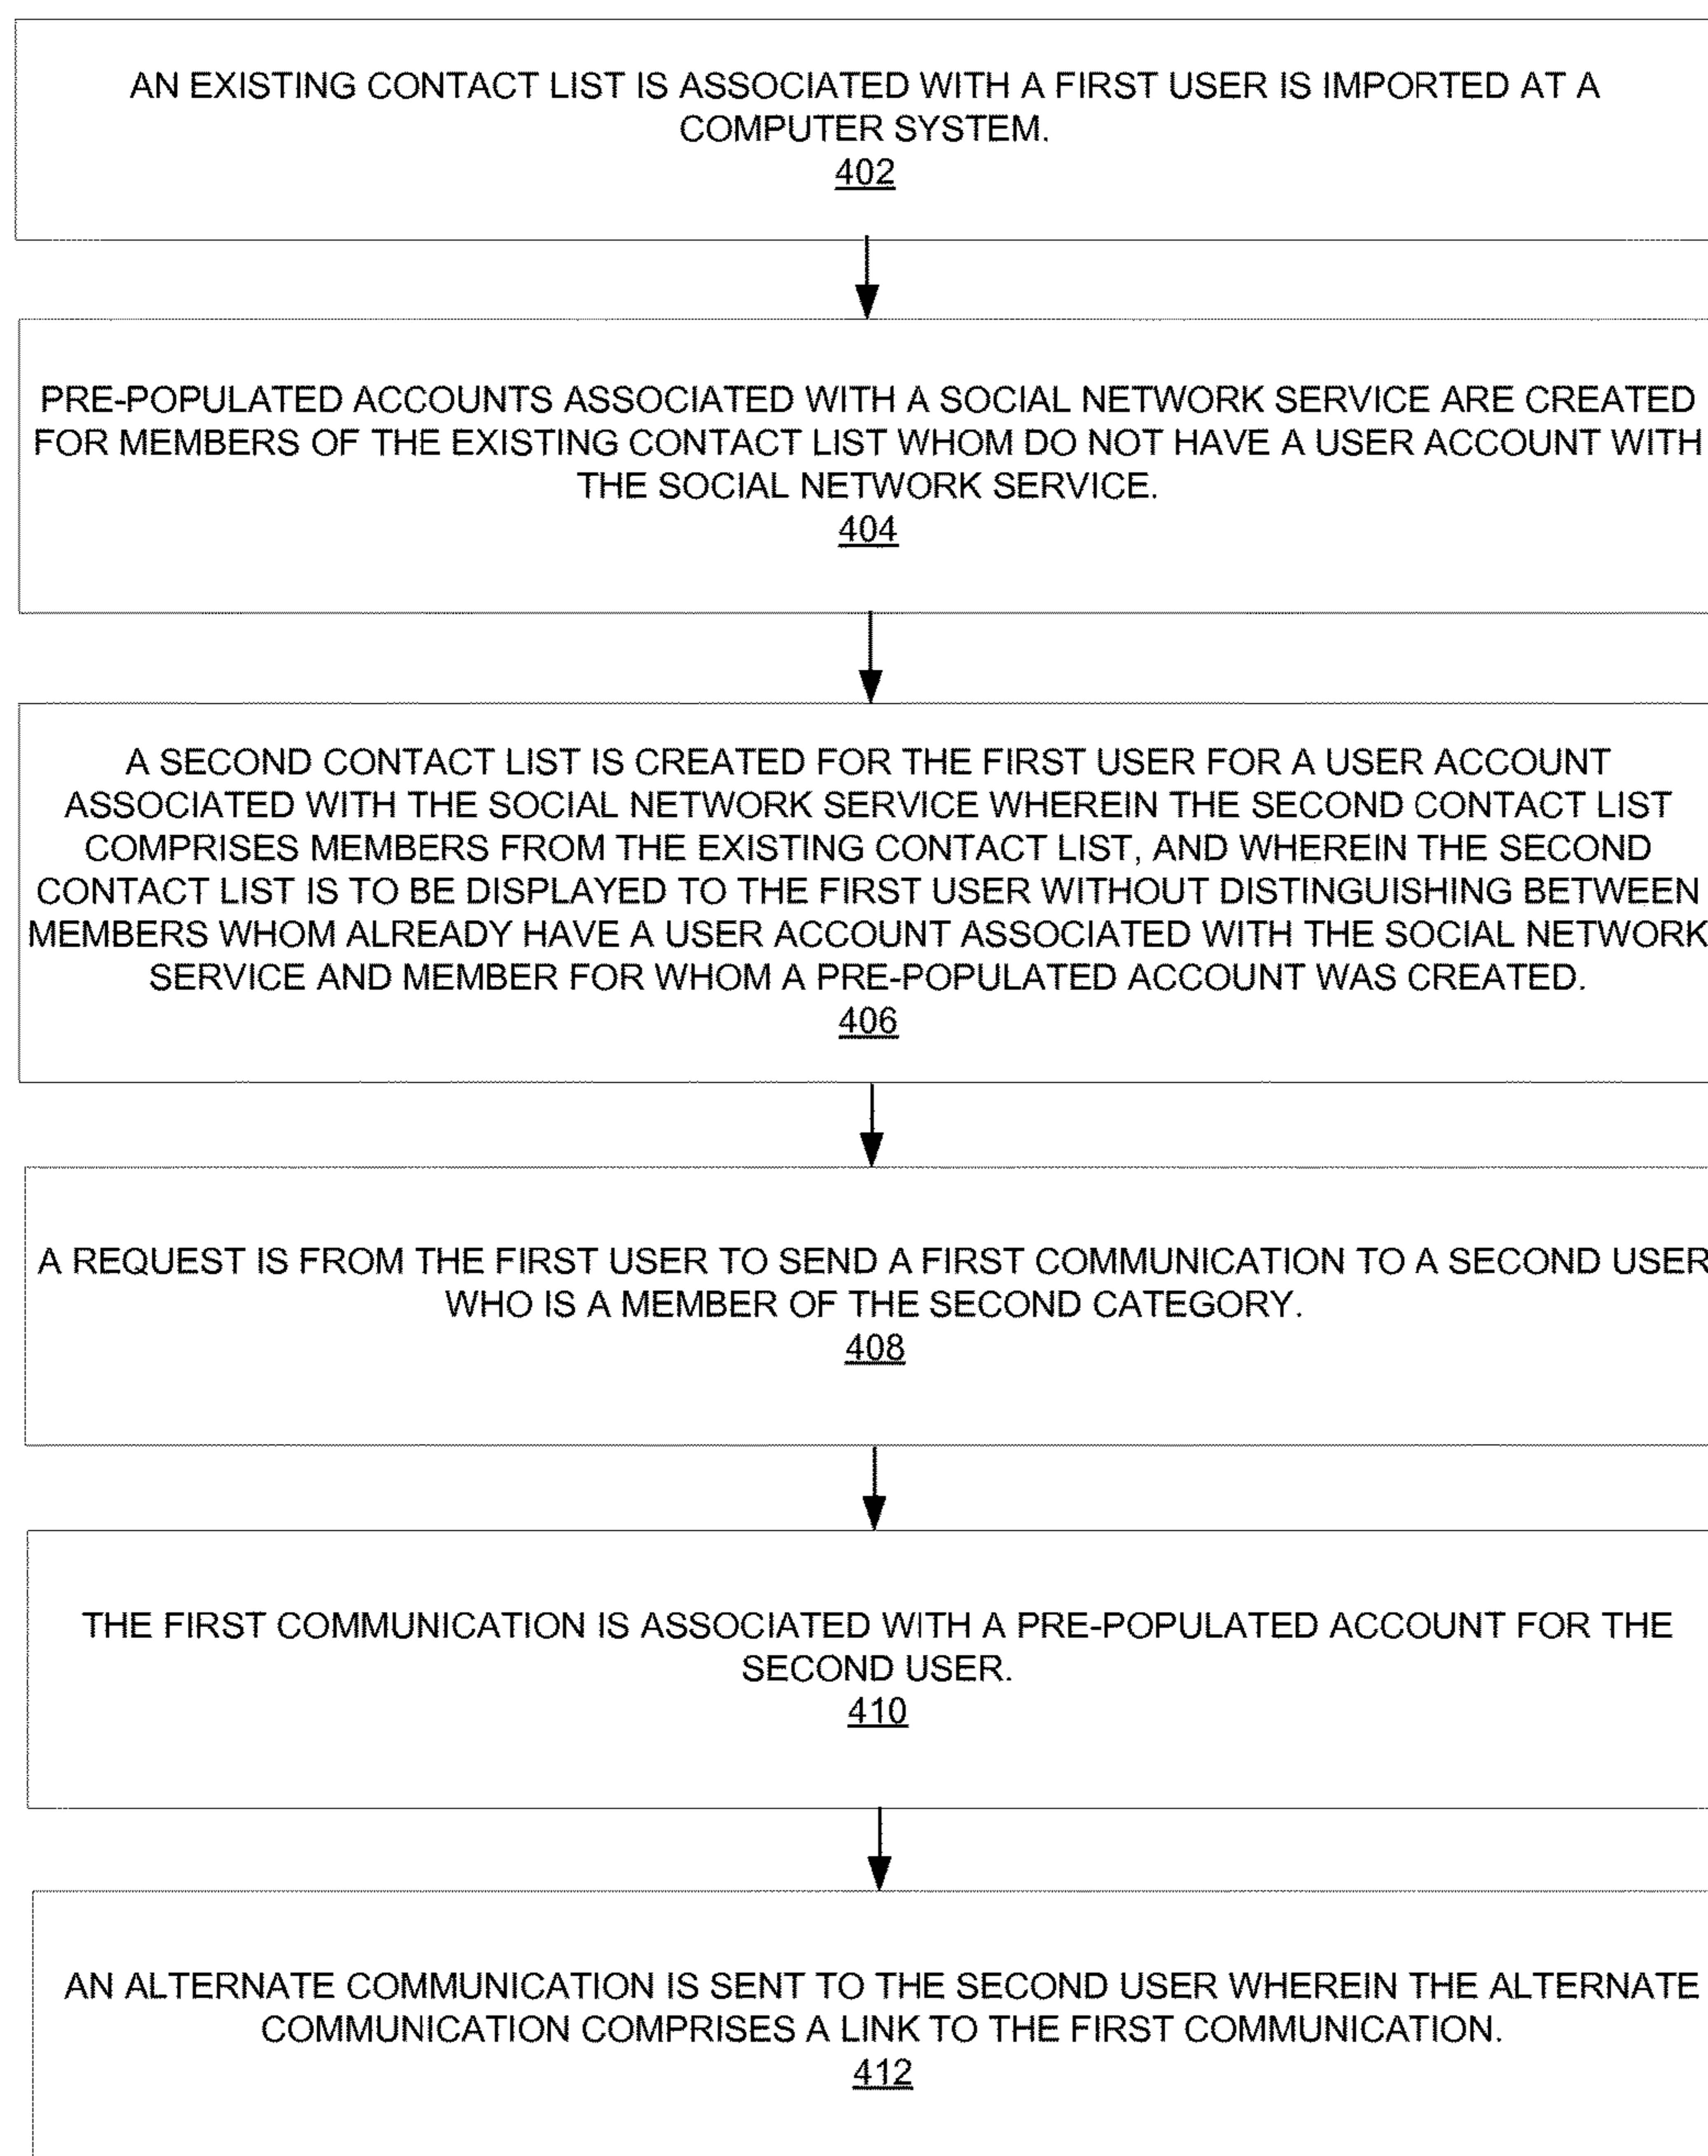 AN EXISTING CONTACT LIST IS ASSOCIATED WITH A FIRST USER IS IMPORTED AT A
COMPUTER SYSTEM.
402
PRE-POPULATED ACCOUNTS ASSOCIATED WITH A SOCIAL NETWORK SERVICE ARE CREATED
FOR MEMBERS OF THE EXISTING CONTACT LIST WHOM DO NOT HAVE A USER ACCOUNT WITH
THE SOCIAL NETWORK SERVICE.
404
A SECOND CONTACT LIST IS CREATED FOR THE FIRST USER FOR A USER ACCOUNT
ASSOCIATED WITH THE SOCIAL NETWORK SERVICE WHEREIN THE SECOND CONTACT LIST
COMPRISES MEMBERS FROM THE EXISTING CONTACT LIST, AND WHEREIN THE SECOND
CONTACT LIST IS TO BE DISPLAYED TO THE FIRST USER WITHOUT DISTINGUISHING BETWEEN
MEMBERS WHOM ALREADY HAVE A USER ACCOUNT ASSOCIATED WITH THE SOCIAL NETWORK
SERVICE AND MEMBER FOR WHOM A PRE-POPULATED ACCOUNT WAS CREATED.
406
A REQUEST IS FROM THE FIRST USER TO SEND A FIRST COMMUNICATION TO A SECOND USER
WHO IS A MEMBER OF THE SECOND CATEGORY.
408
THE FIRST COMMUNICATION IS ASSOCIATED WITH A PRE-POPULATED ACCOUNT FOR THE
SECOND USER.
410
AN ALTERNATE COMMUNICATION IS SENT TO THE SECOND USER WHEREIN THE ALTERNATE
COMMUNICATION COMPRISES A LINK TO THE FIRST COMMUNICATION.
412